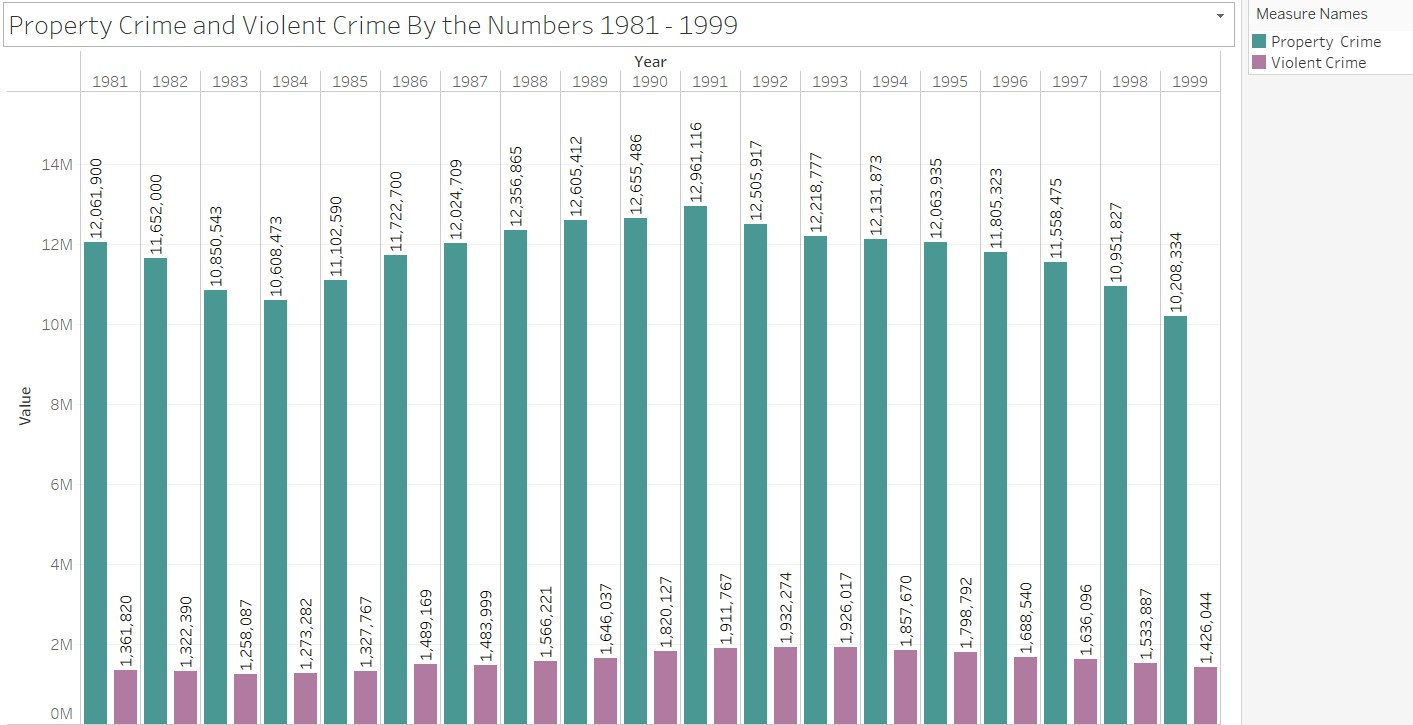 Property Crime and Violent Crime By the Numbers 1981 - 1999
Measure Names
Property Crime
Violent Crime
Year
1981 1982 1983 1984 1985 1986 1987 1988 1989 1990 1991 1992 1993 1994 1995 1996 1997 1998 1999
Value
14M
12M
10M
8M
6M
4M
2M
0M
12,061,900
1,361,820
11,652,000
1,322,390
10,850,543
1,258,087
10,608,473
1,273,282
11,102,590
1,327,767
11,722,700
1,489,169
12,024,709
1,483,999
12,356,865
1,566,221
12,605,412
1,646,037
12,655,486
1,820,127
12,961,116
1,911,767
12,505,917
1,932,274
12,218,777
1,926,017
12,131,873
1,857,670
12,063,935
1,798,792
11,805,323
1,688,540
11,558,475
1,636,096
10,951,827
1,533,887
10,208,334
1,426,044